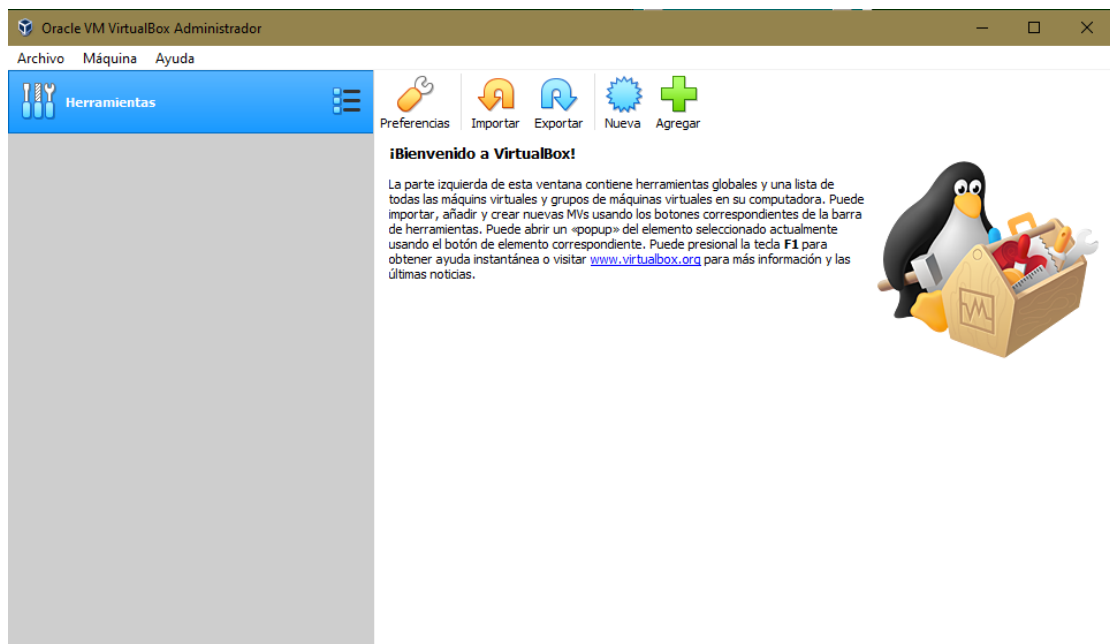 Oracle VM VirtualBox Administrador
Archivo Máquina Ayuda
Herramientas
Preferencias Importar Exportar Nueva Agregar
¡Bienvenido a VirtualBox!
La parte izquierda de esta ventana contiene herramientas globales y una lista de
todas las máquins virtuales y grupos de máquinas virtuales en su computadora. Puede
importar, añadir y crear nuevas MVs usando los botones correspondientes de la barra
de herramientas. Puede abrir un «popup» del elemento seleccionado actualmente
usando el botón de elemento correspondiente. Puede presional la tecla F1 para
obtener ayuda instantánea o visitar www.virtualbox.org para más información y las
últimas noticias.